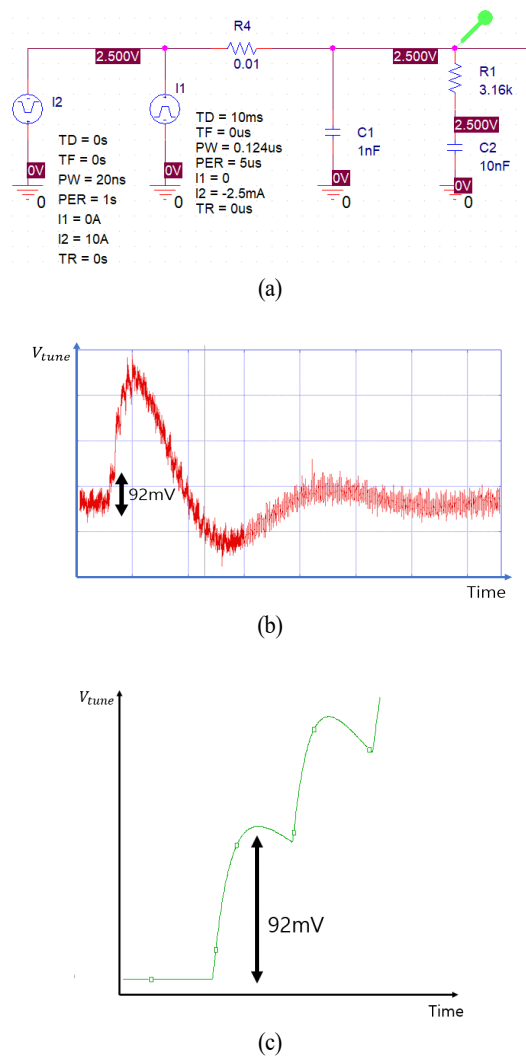 R4
0.01
2.500V
2.500V
I2
I1
R1
3.16k
2.500V
TD = 0s
TF = 0s
PW = 20ns
PER = 1s
I1 = 0A
I2 = 10A
TR = 0s
TD = 10ms
TF = 0us
PW = 0.124us
PER = 5us
I1 = 0
I2 = -2.5mA
TR = 0us
C1
1nF
C2
10nF
0V
0V
0V
0V
0
0
0
0
(a)
Vtune
92mV
Time
(b)
Vtune
92mV
Time
(c)